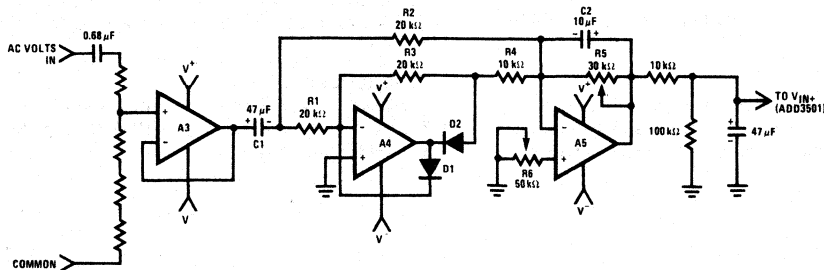 AC VOLTS
IN
0.68 µF
V+
+
−
A3
V−
47 µF
+ −
C1
R1
20 kΩ
R2
20 kΩ
R3
20 kΩ
V+
−
+
A4
V−
D2
D1
R4
10 kΩ
C2
10 µF
− +
R5
30 kΩ
V+
−
+
A5
V−
R6
50 kΩ
10 kΩ
100 kΩ
TO VIN+
(ADD3501)
+
−
47 µF
COMMON